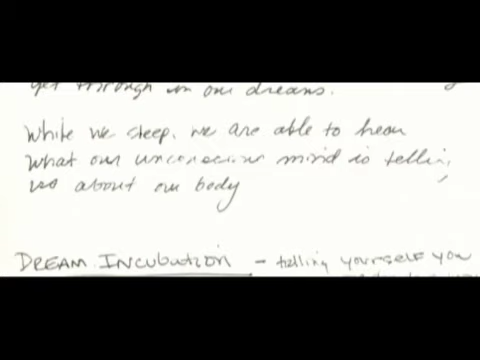 get through in our dreams.
While we sleep, we are able to hear
what our unconscious mind is telling
us about our body
DREAM INCUBATION - telling yourself you